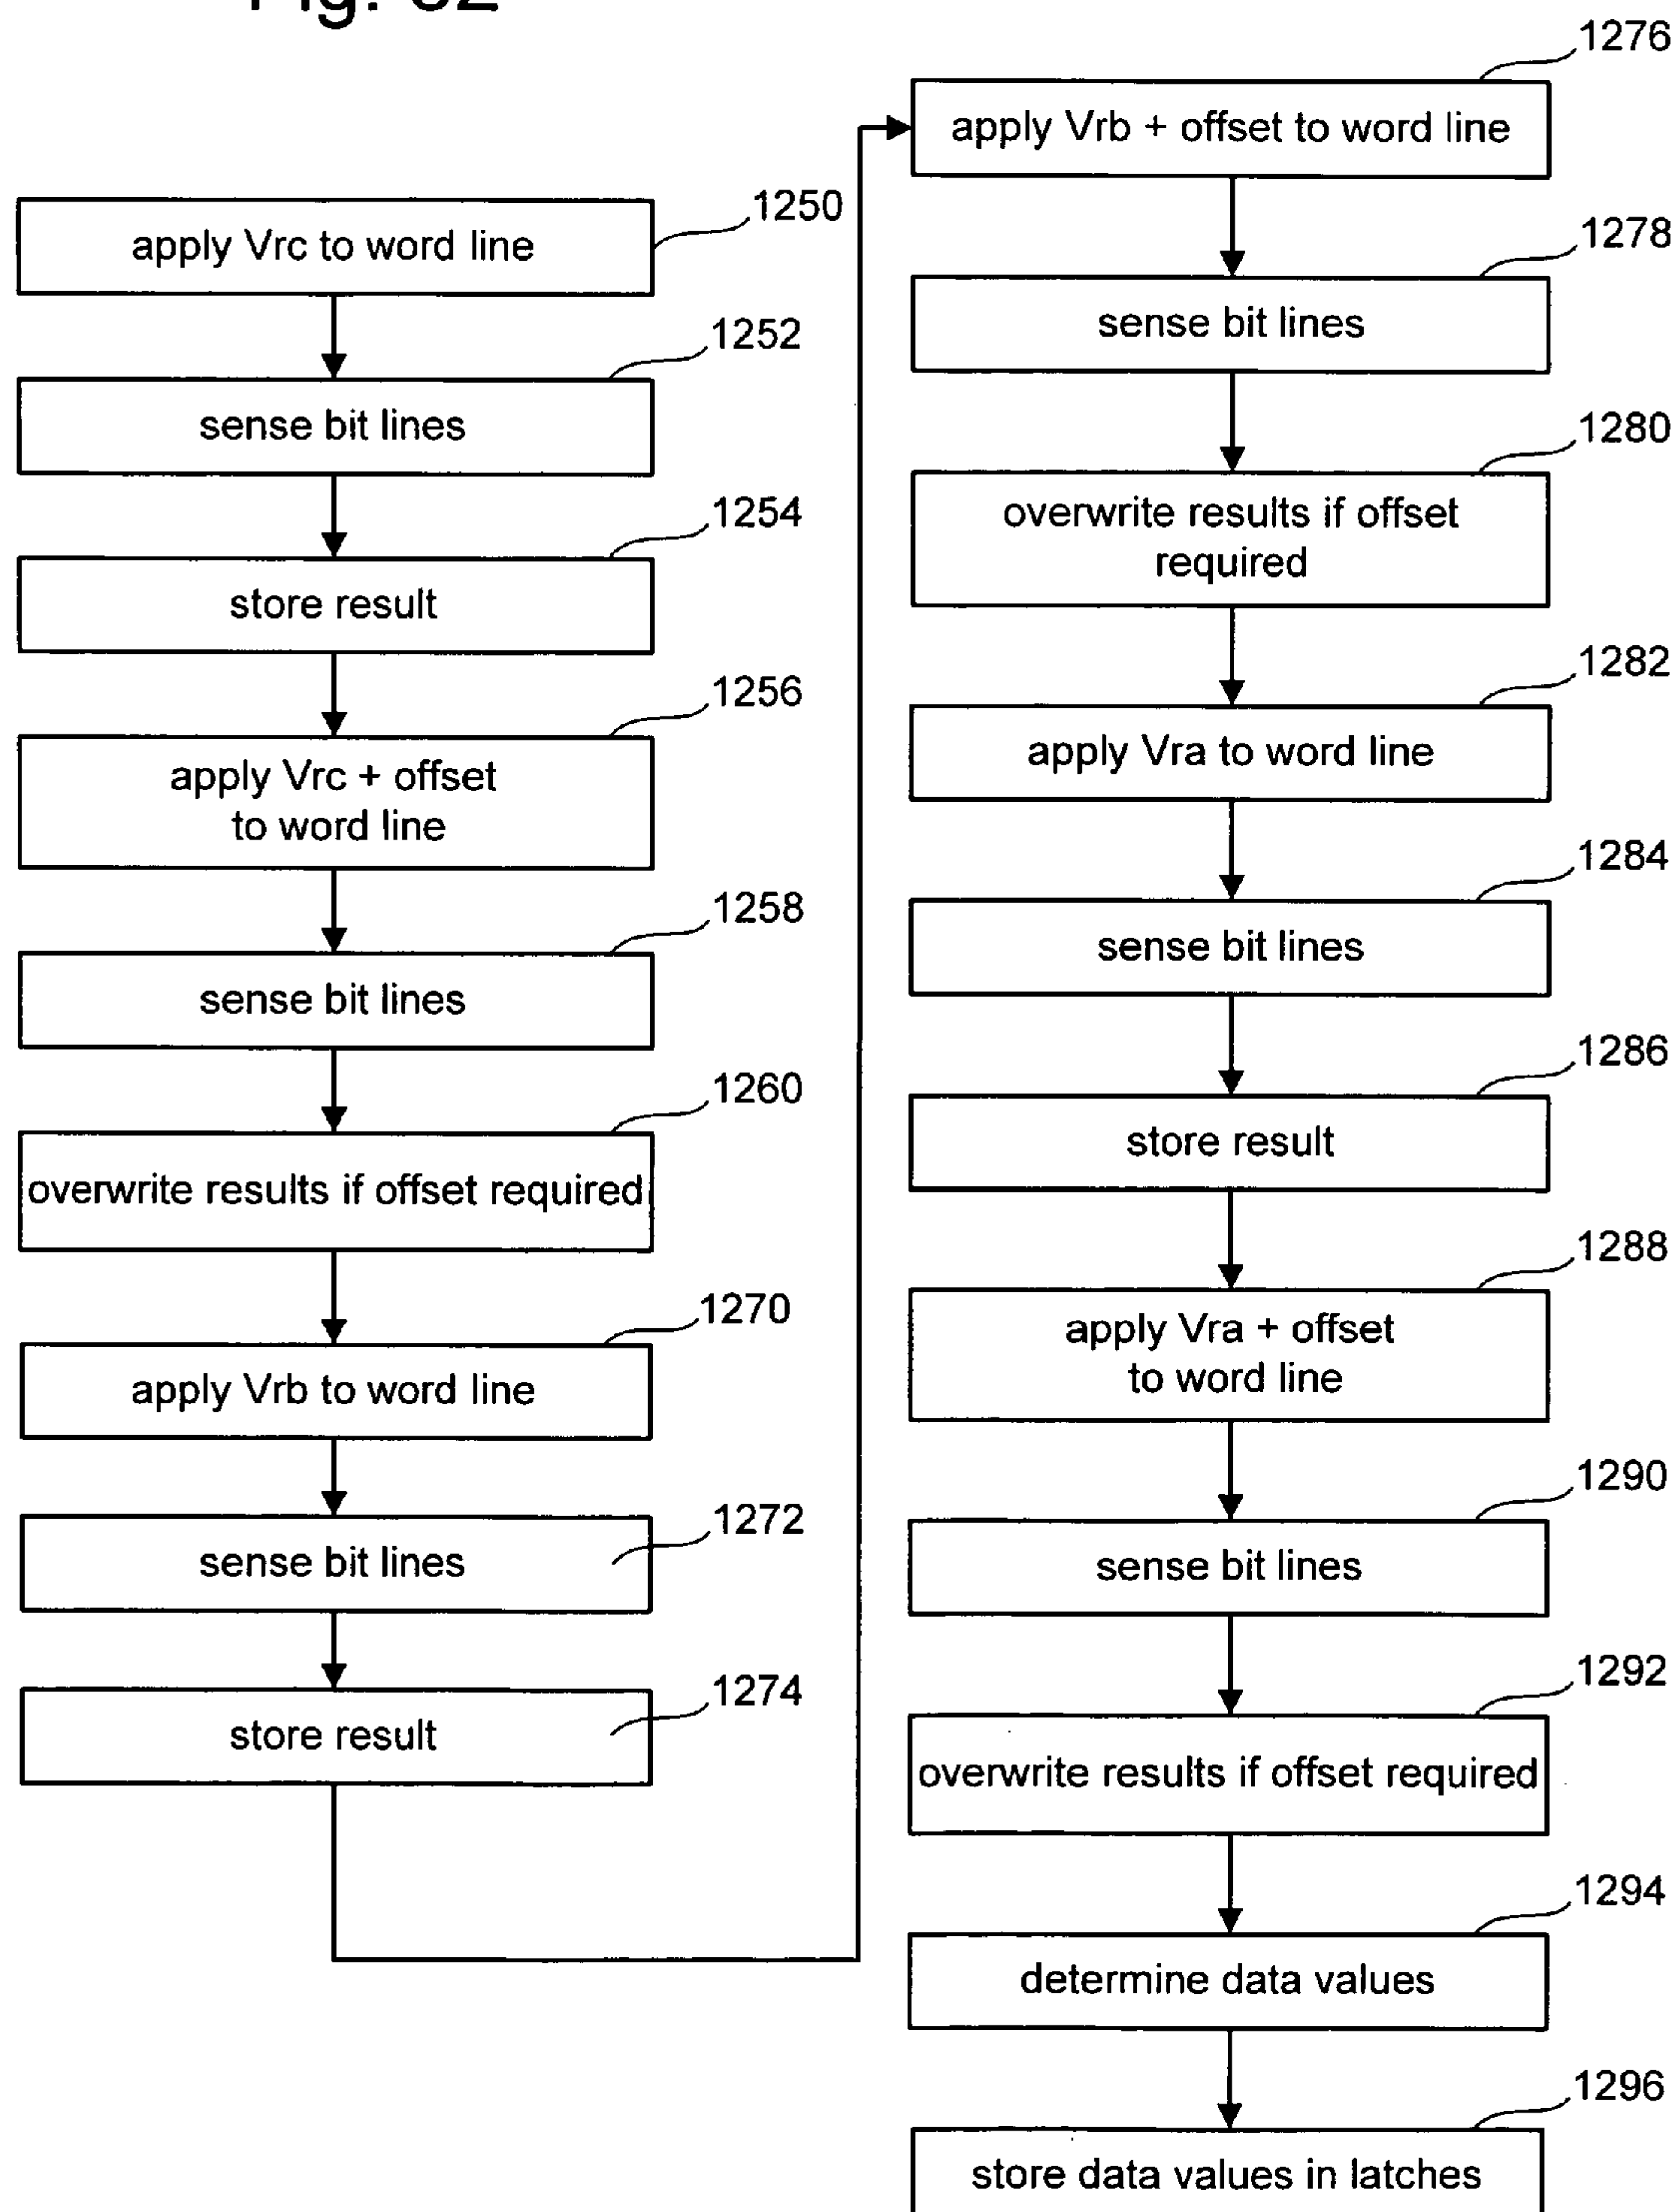 Fig. 32
1250
apply Vrc to word line
1252
sense bit lines
1254
store result
1256
apply Vrc + offset
to word line
1258
sense bit lines
1260
overwrite results if offset required
1270
apply Vrb to word line
1272
sense bit lines
1274
store result
1276
apply Vrb + offset to word line
1278
sense bit lines
1280
overwrite results if offset
required
1282
apply Vra to word line
1284
sense bit lines
1286
store result
1288
apply Vra + offset
to word line
1290
sense bit lines
1292
overwrite results if offset required
1294
determine data values
1296
store data values in latches